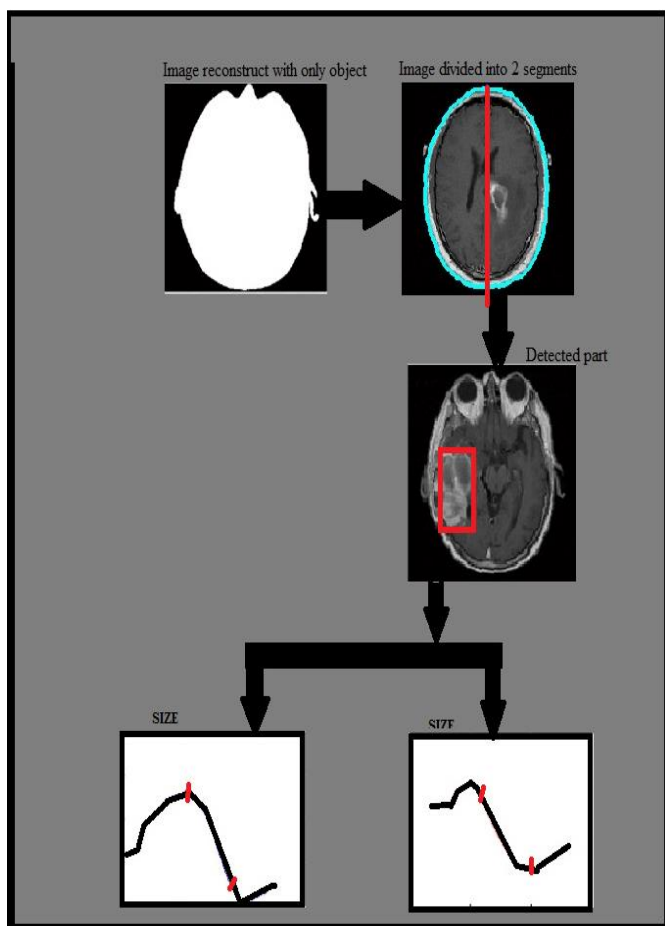 Image reconstruct with only object
Image divided into 2 segments
Detected part
SIZE
SIZE